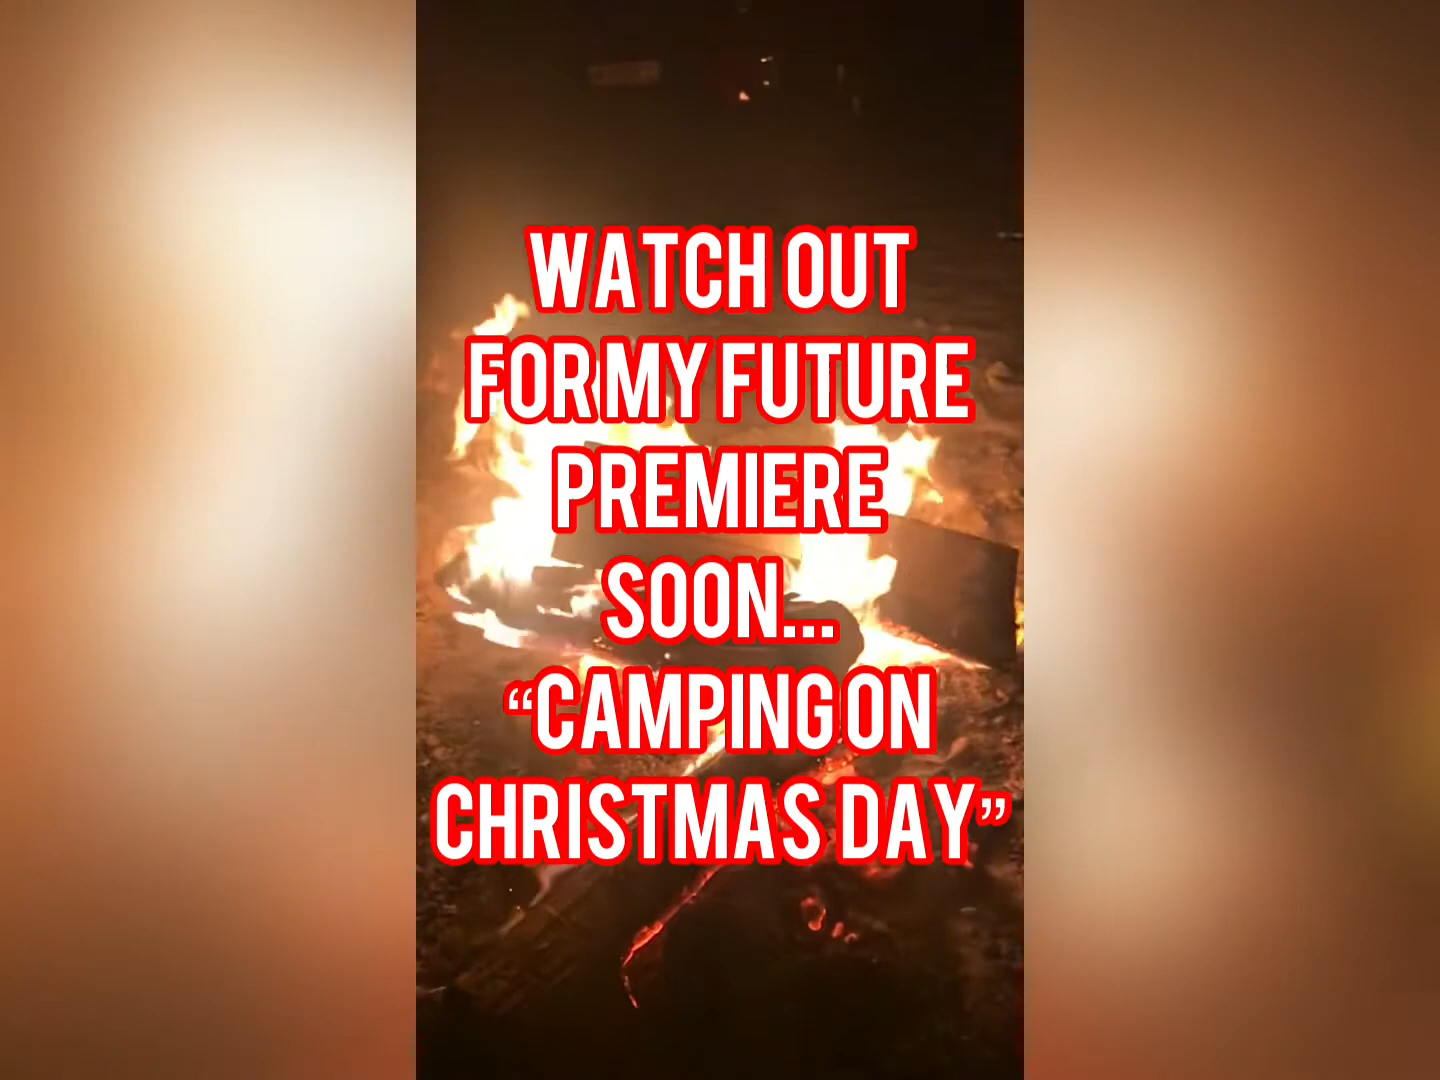 WATCH OUT
FOR MY FUTURE
PREMIERE
SOON...
“CAMPING ON
CHRISTMAS DAY”